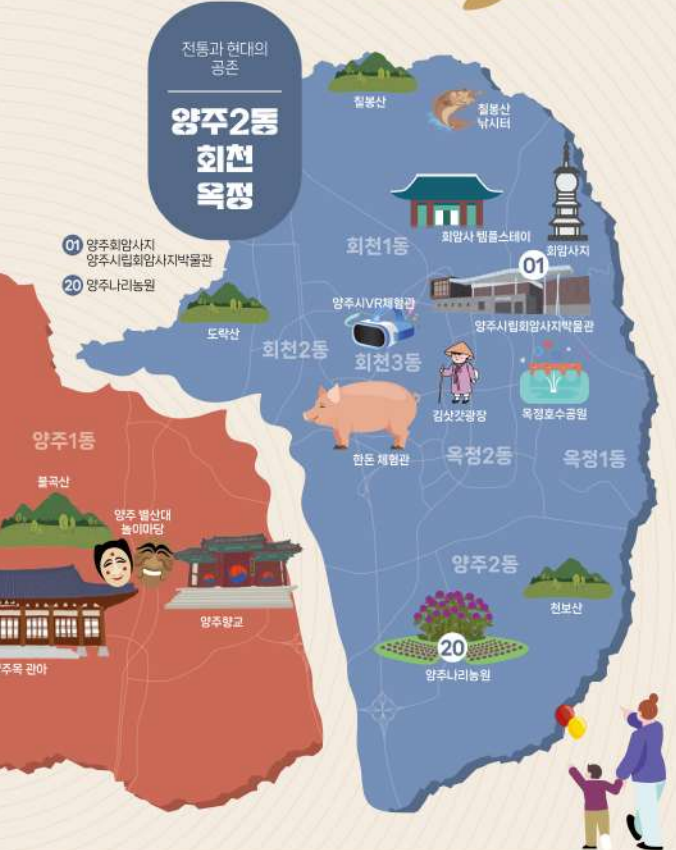 전통과 현대의
공존
양주2동
회천
옥정
01 양주회암사지
양주시립회암사지박물관
20 양주나리농원
칠봉산
칠봉산
낚시터
회암사 템플스테이
회암사지
회천1동
01
양주시VR체험관
양주시립회암사지박물관
도락산
회천2동
회천3동
김삿갓광장
옥정호수공원
한돈 체험관
옥정2동
옥정1동
양주1동
불곡산
양주 별산대
놀이마당
양주향교
양주2동
천보산
20
양주나리농원
주목 관아